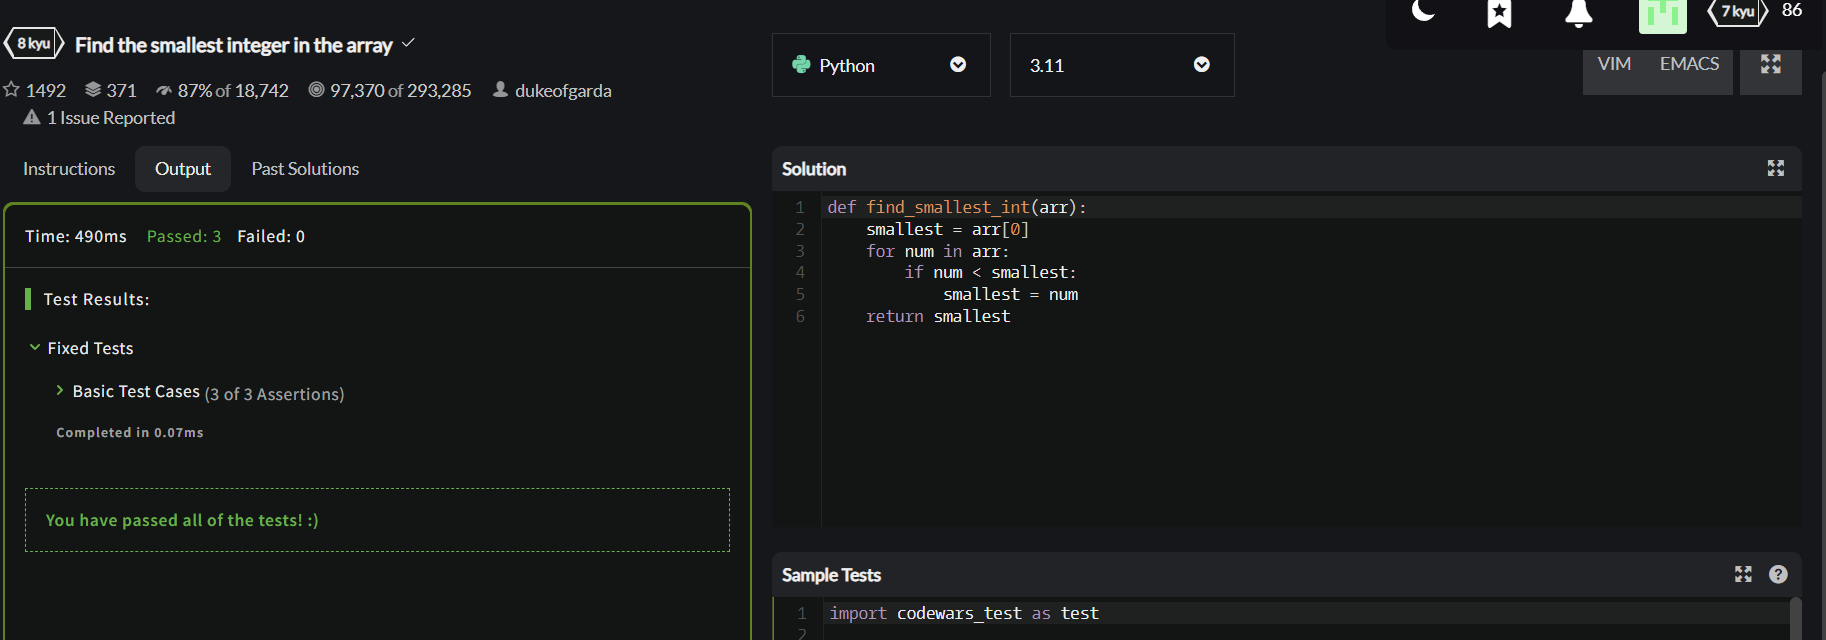 8 kyu Find the smallest integer in the array
1492 371 87% of 18,742 97,370 of 293,285 dukeofgarda
1 Issue Reported
Instructions Output Past Solutions
Time: 490ms Passed: 3 Failed: 0
Test Results:
Fixed Tests
Basic Test Cases (3 of 3 Assertions)
Completed in 0.07ms
You have passed all of the tests! :)
7 kyu 86
Python 3.11 VIM EMACS
Solution
1 def find_smallest_int(arr):
2     smallest = arr[0]
3     for num in arr:
4         if num < smallest:
5             smallest = num
6     return smallest
Sample Tests
?
1 import codewars_test as test
2